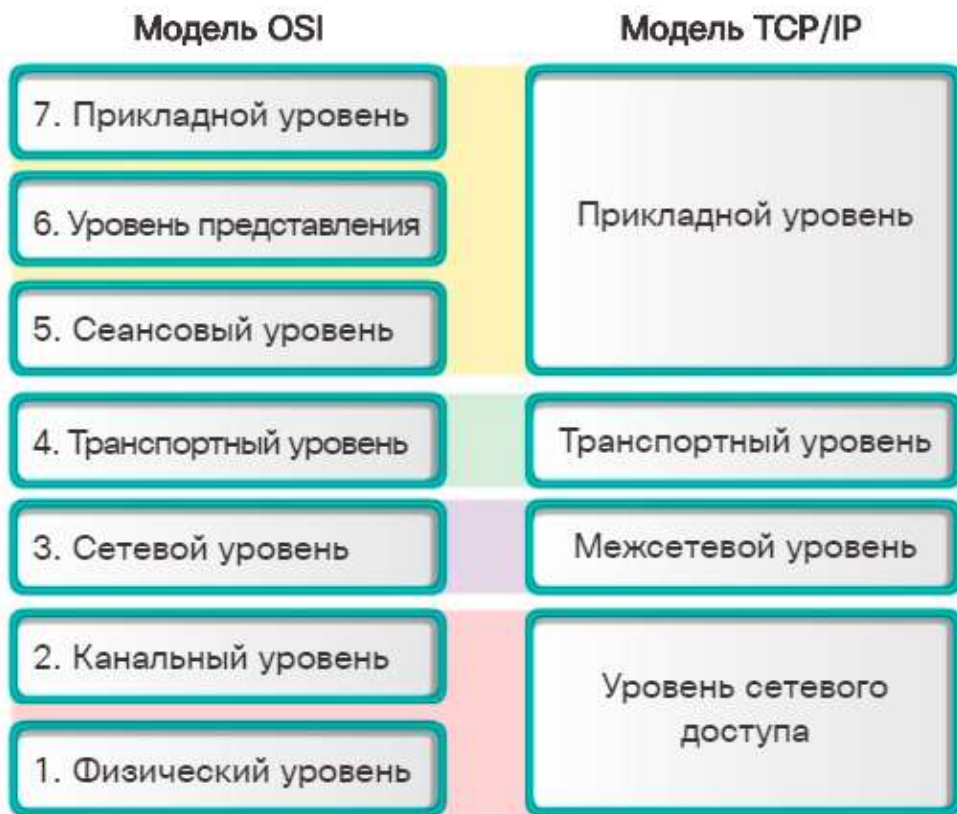 Модель OSI
Модель TCP/IP
7. Прикладной уровень
6. Уровень представления
5. Сеансовый уровень
Прикладной уровень
4. Транспортный уровень
Транспортный уровень
3. Сетевой уровень
Межсетевой уровень
2. Канальный уровень
1. Физический уровень
Уровень сетевого
доступа